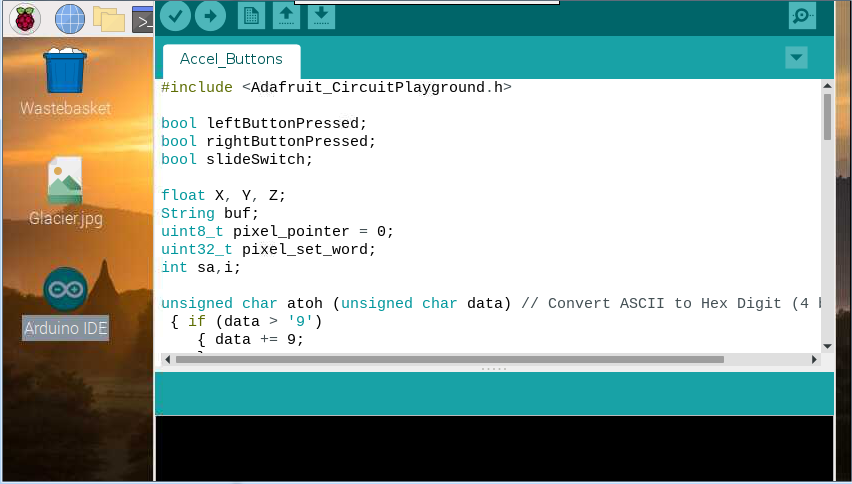 Wastebasket
Glacier.jpg
Arduino IDE
Accel_Buttons
#include <Adafruit_CircuitPlayground.h>
bool leftButtonPressed;
bool rightButtonPressed;
bool slideSwitch;
float X, Y, Z;
String buf;
uint8_t pixel_pointer = 0;
uint32_t pixel_set_word;
int sa,i;
unsigned char atoh (unsigned char data) // Convert ASCII to Hex Digit (4
{ if (data > '9')
{ data += 9;